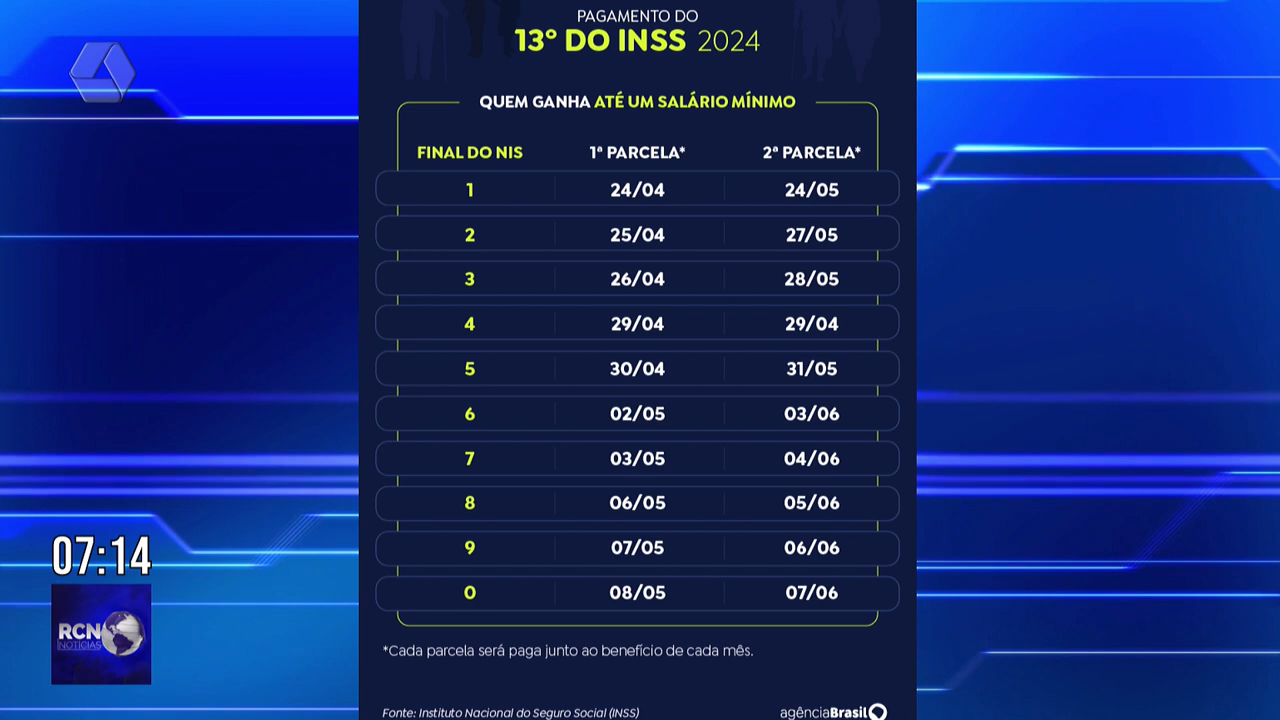 PAGAMENTO DO
13º DO INSS 2024
QUEM GANHA ATÉ UM SALÁRIO MÍNIMO
FINAL DO NIS 1ª PARCELA* 2ª PARCELA*
1 24/04 24/05
2 25/04 27/05
3 26/04 28/05
4 29/04 29/04
5 30/04 31/05
6 02/05 03/06
7 03/05 04/06
8 06/05 05/06
9 07/05 06/06
0 08/05 07/06
*Cada parcela será paga junto ao benefício de cada mês.
Fonte: Instituto Nacional do Seguro Social (INSS)
agênciaBrasil
07:14
RCN
NOTÍCIAS